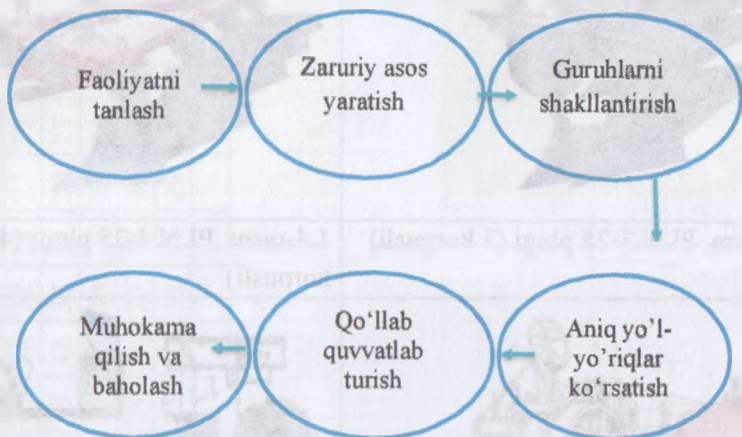 Faoliyatni
tanlash
Zaruriy asos
yaratish
Guruhlarni
shakllantirish
Aniq yo'l-
yo'riqlar
ko‘rsatish
Qo‘llab
quvvatlab
turish
Muhokama
qilish va
baholash